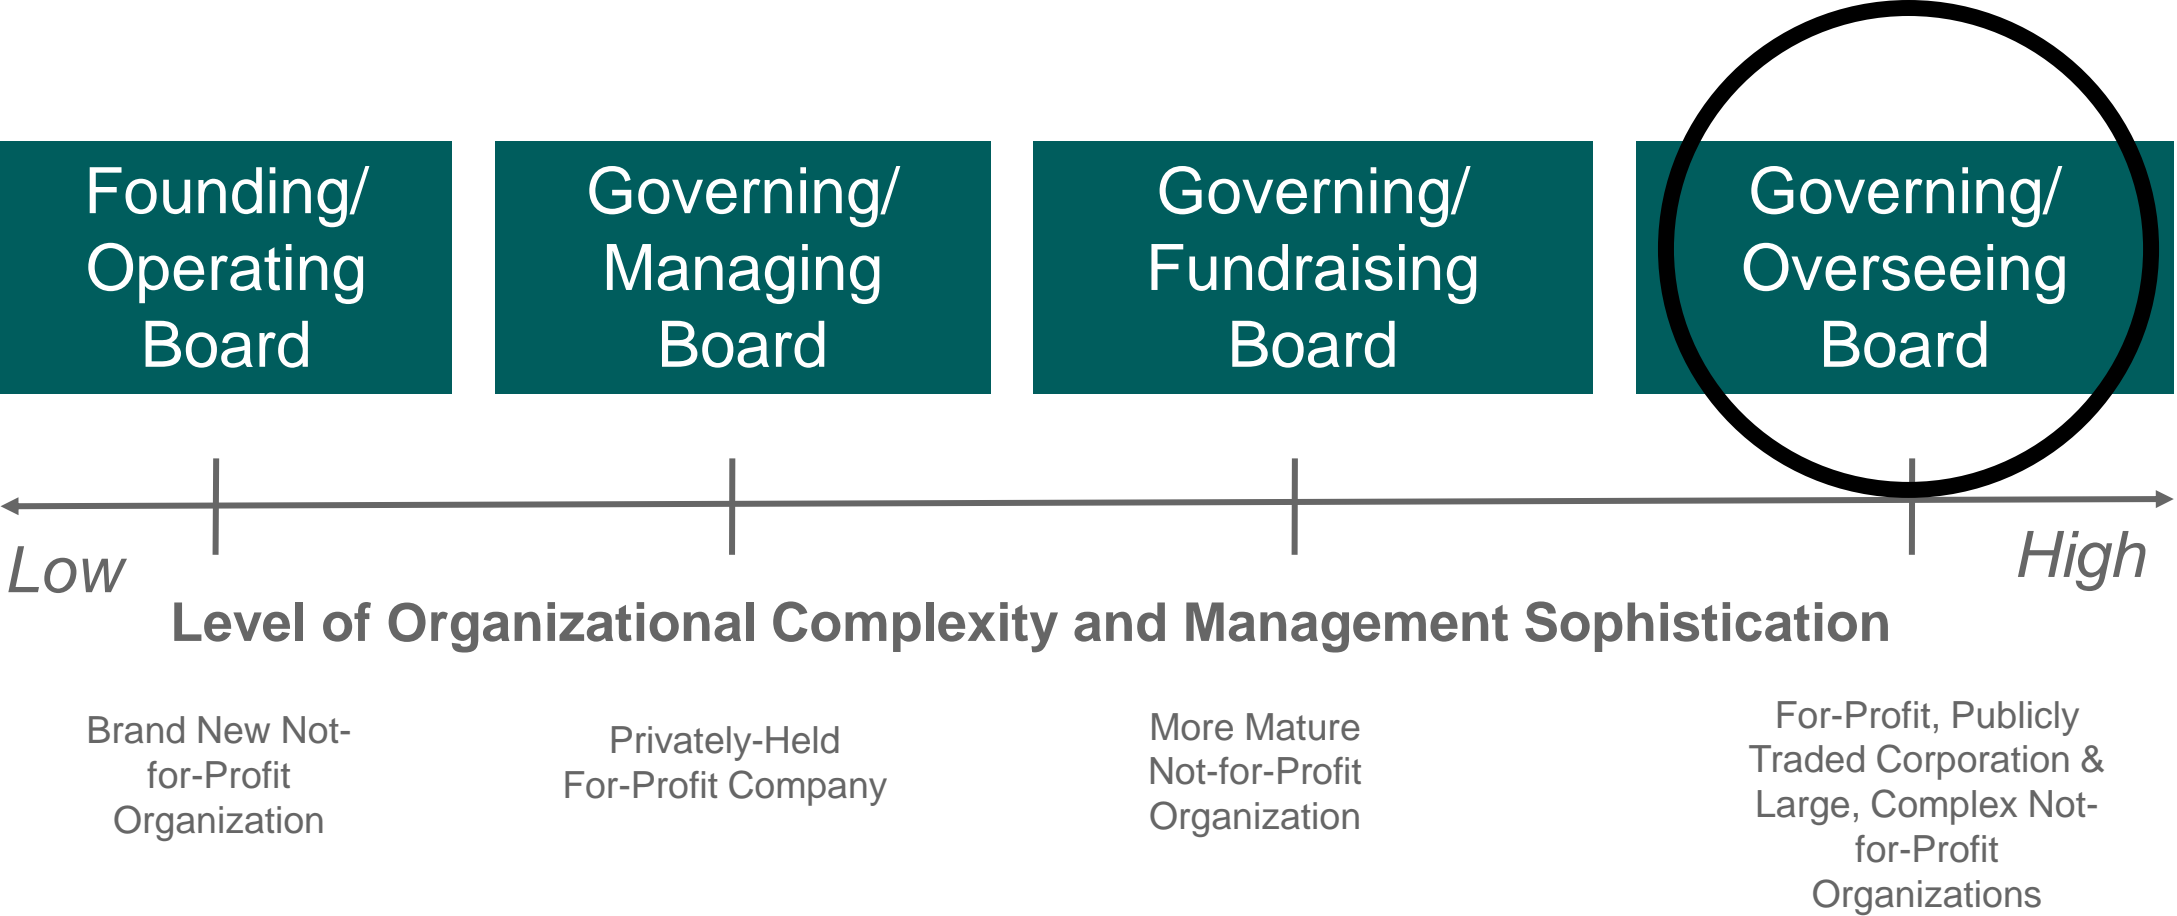 Founding/
Operating
Board
Governing/
Managing
Board
Governing/
Fundraising
Board
Governing/
Overseeing
Board
Low
High
Level of Organizational Complexity and Management Sophistication
Brand New Not-
for-Profit
Organization
Privately-Held
For-Profit Company
More Mature
Not-for-Profit
Organization
For-Profit, Publicly
Traded Corporation &
Large, Complex Not-
for-Profit
Organizations